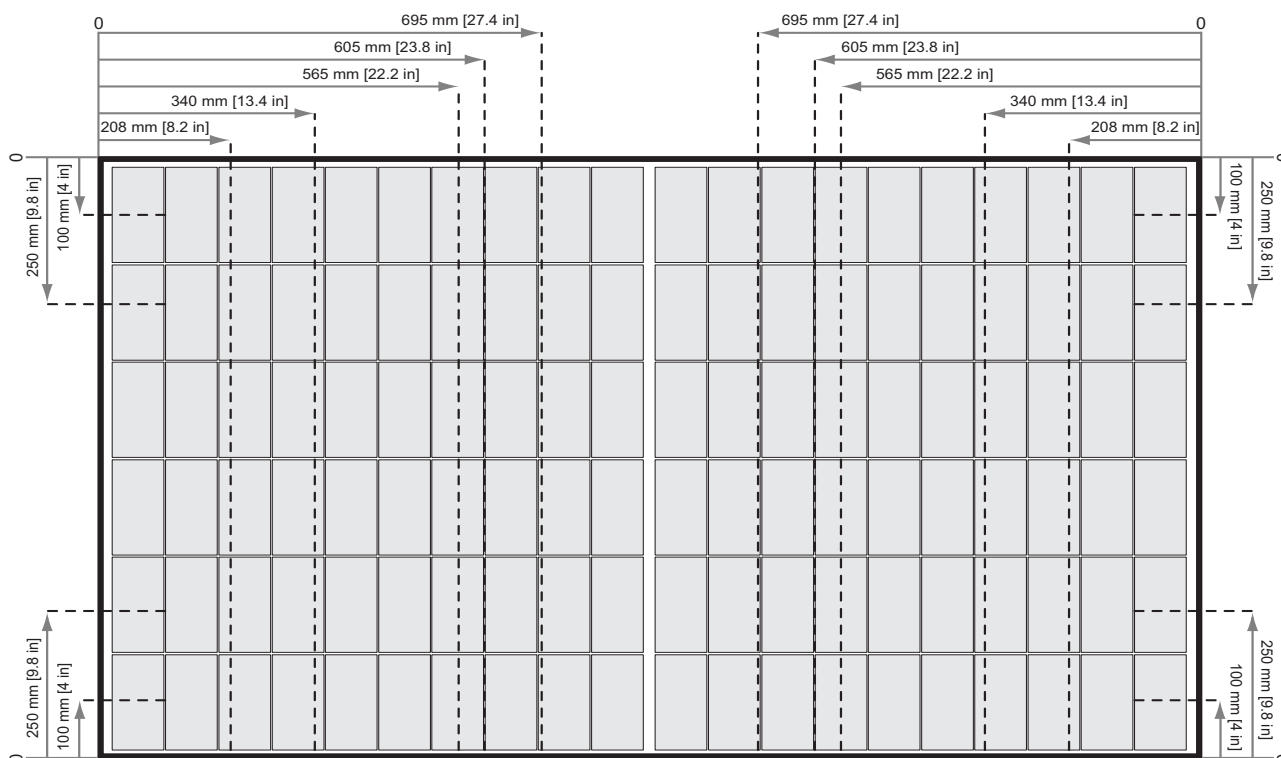 0
0
695 mm [27.4 in]
695 mm [27.4 in]
605 mm [23.8 in]
605 mm [23.8 in]
565 mm [22.2 in]
565 mm [22.2 in]
340 mm [13.4 in]
340 mm [13.4 in]
208 mm [8.2 in]
208 mm [8.2 in]
0
0
250 mm [9.8 in]
100 mm [4 in]
100 mm [4 in]
250 mm [9.8 in]
250 mm [9.8 in]
100 mm [4 in]
100 mm [4 in]
250 mm [9.8 in]
0
0